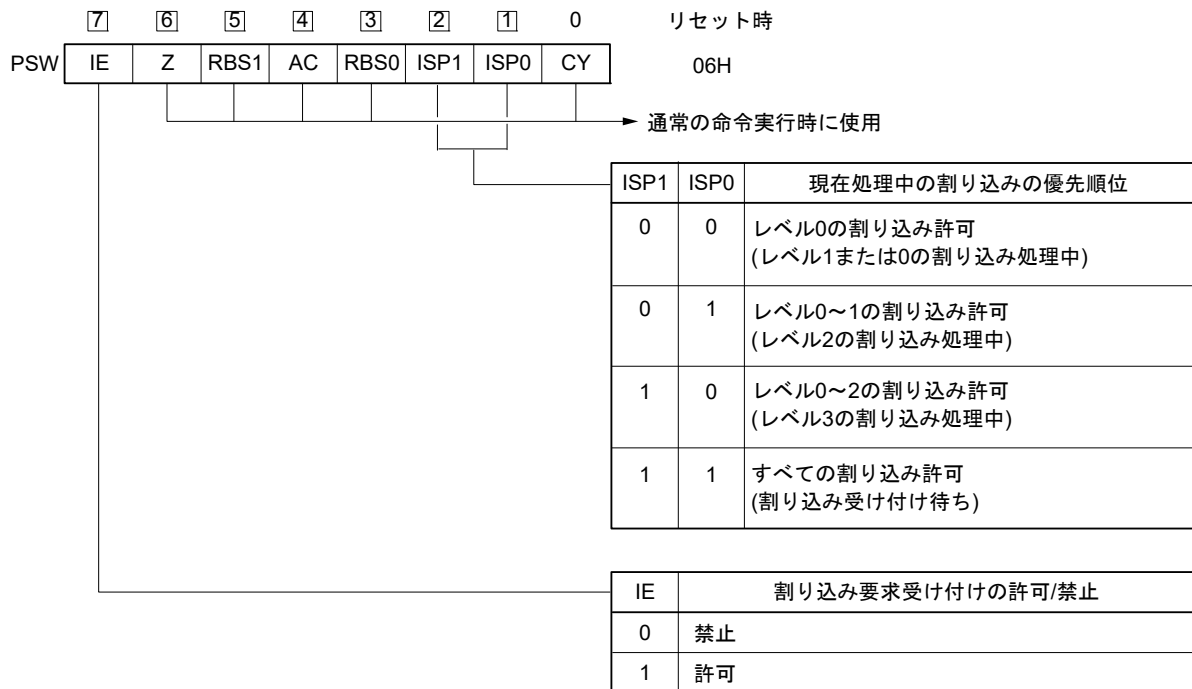 7 6 5 4 3 2 1 0 リセット時
PSW IE Z RBS1 AC RBS0 ISP1 ISP0 CY 06H
通常の命令実行時に使用
ISP1 ISP0 現在処理中の割り込みの優先順位
0 0 レベル0の割り込み許可
(レベル1または0の割り込み処理中)
0 1 レベル0～1の割り込み許可
(レベル2の割り込み処理中)
1 0 レベル0～2の割り込み許可
(レベル3の割り込み処理中)
1 1 すべての割り込み許可
(割り込み受け付け待ち)
IE 割り込み要求受け付けの許可/禁止
0 禁止
1 許可